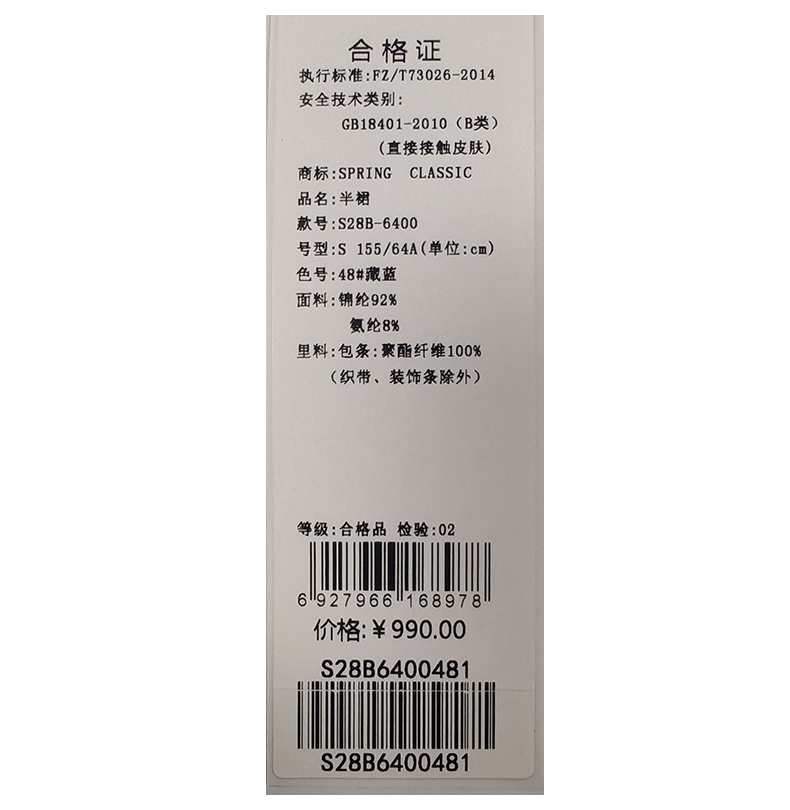 合格证
执行标准:FZ/T73026-2014
安全技术类别:
GB18401-2010(B类)
(直接接触皮肤)
商标:SPRING CLASSIC
品名:半裙
款号:S28B-6400
号型:S 155/64A(单位:cm)
色号:48#藏蓝
面料:锦纶92%
氨纶8%
里料:包条:聚酯纤维100%
(织带、装饰条除外)
等级:合格品 检验:02
6 927966 168978
价格:¥990.00
S28B6400481
S28B6400481